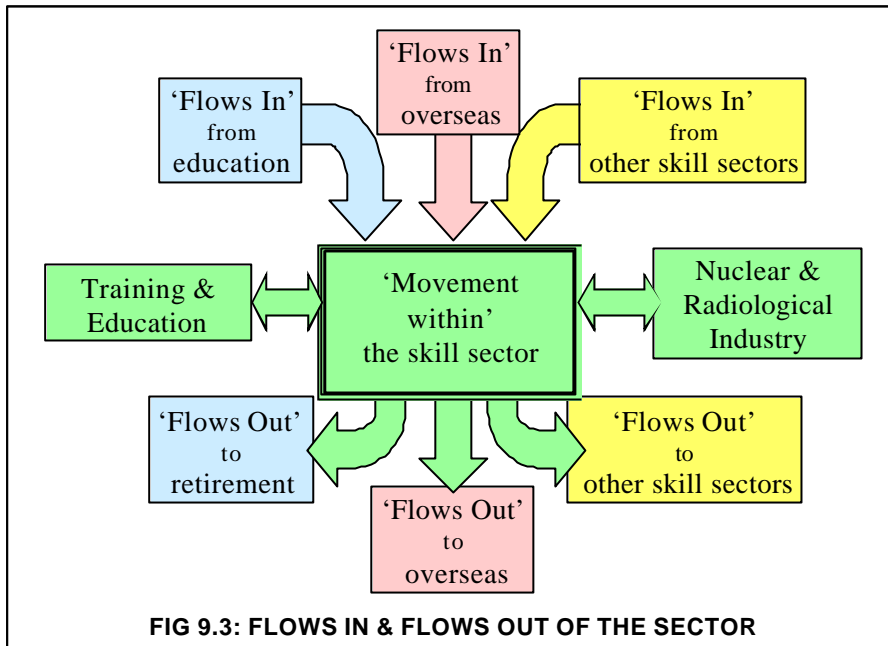 ‘Flows In’
from
education
‘Flows In’
from
overseas
‘Flows In’
from
other skill sectors
Training &
Education
‘Movement
within’
the skill sector
Nuclear &
Radiological
Industry
‘Flows Out’
to
retirement
‘Flows Out’
to
overseas
‘Flows Out’
to
other skill sectors
FIG 9.3: FLOWS IN & FLOWS OUT OF THE SECTOR